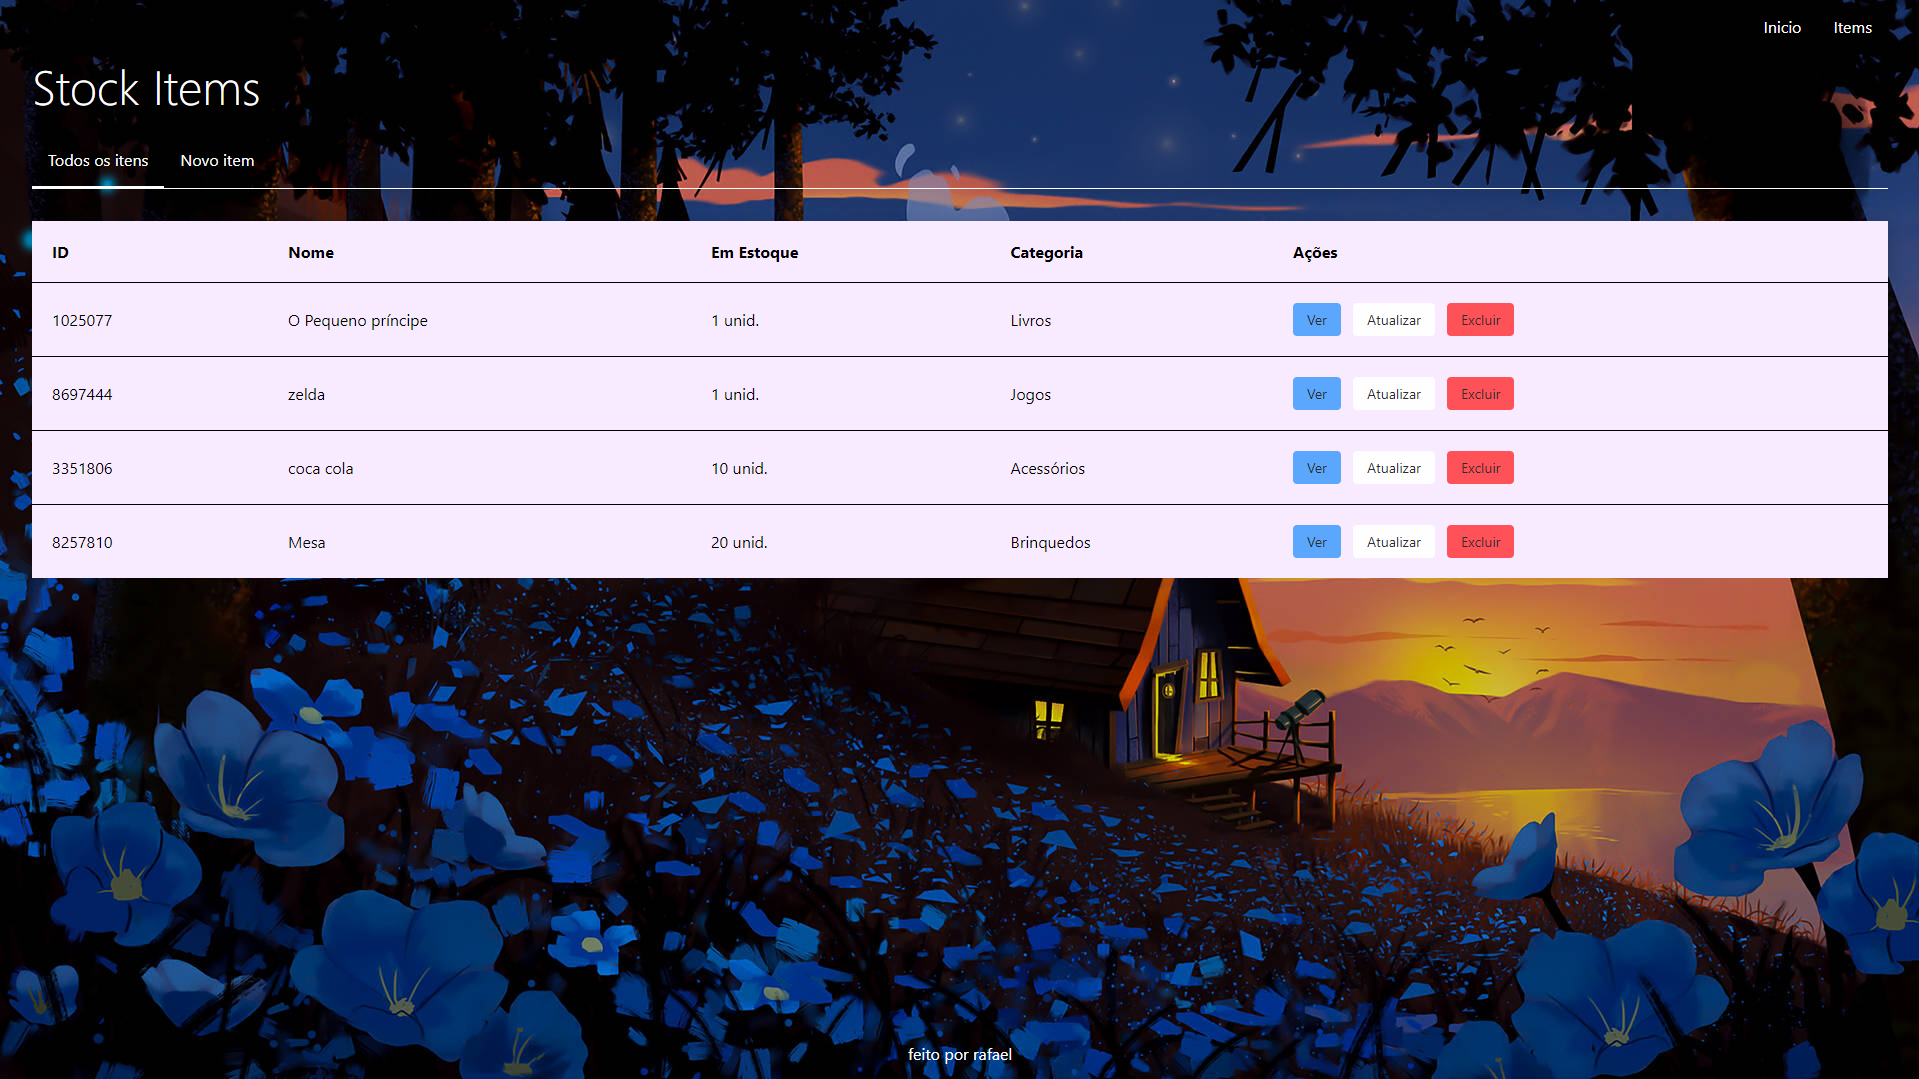 Inicio Items
Stock Items
Todos os itens Novo item
ID Nome Em Estoque Categoria Ações
1025077 O Pequeno príncipe 1 unid. Livros Ver Atualizar Excluir
8697444 zelda 1 unid. Jogos Ver Atualizar Excluir
3351806 coca cola 10 unid. Acessórios Ver Atualizar Excluir
8257810 Mesa 20 unid. Brinquedos Ver Atualizar Excluir
feito por rafael